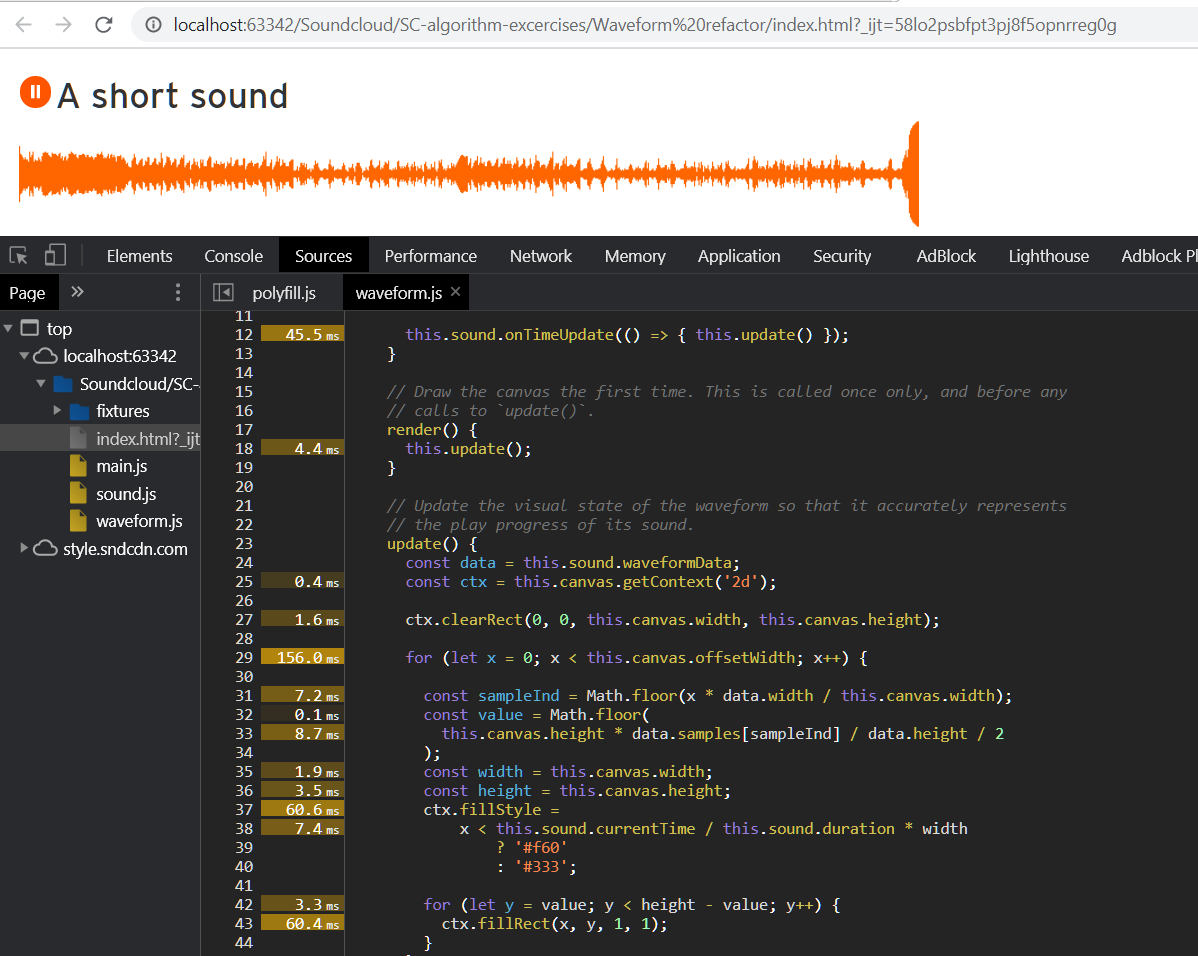 localhost:63342/Soundcloud/SC-algorithm-excercises/Waveform%20refactor/index.html?_ijt=58lo2psbfpt3pj8f5opnrreg0g
A short sound
Elements Console Sources Performance Network Memory Application Security AdBlock Lighthouse Adblock Pl
Page » polyfill.js waveform.js ×
top
localhost:63342
Soundcloud/SC-
fixtures
index.html?_ijt
main.js
sound.js
waveform.js
style.sndcdn.com
11
12 45.5 ms this.sound.onTimeUpdate(() => { this.update() });
13 }
14
15 // Draw the canvas the first time. This is called once only, and before any
16 // calls to `update()`.
17 render() {
18 4.4 ms this.update();
19 }
20
21 // Update the visual state of the waveform so that it accurately represents
22 // the play progress of its sound.
23 update() {
24 const data = this.sound.waveformData;
25 0.4 ms const ctx = this.canvas.getContext('2d');
26
27 1.6 ms ctx.clearRect(0, 0, this.canvas.width, this.canvas.height);
28
29 156.0 ms for (let x = 0; x < this.canvas.offsetWidth; x++) {
30
31 7.2 ms const sampleInd = Math.floor(x * data.width / this.canvas.width);
32 0.1 ms const value = Math.floor(
33 8.7 ms this.canvas.height * data.samples[sampleInd] / data.height / 2
34 );
35 1.9 ms const width = this.canvas.width;
36 3.5 ms const height = this.canvas.height;
37 60.6 ms ctx.fillStyle =
38 7.4 ms x < this.sound.currentTime / this.sound.duration * width
39 ? '#f60'
40 : '#333';
41
42 3.3 ms for (let y = value; y < height - value; y++) {
43 60.4 ms ctx.fillRect(x, y, 1, 1);
44 }